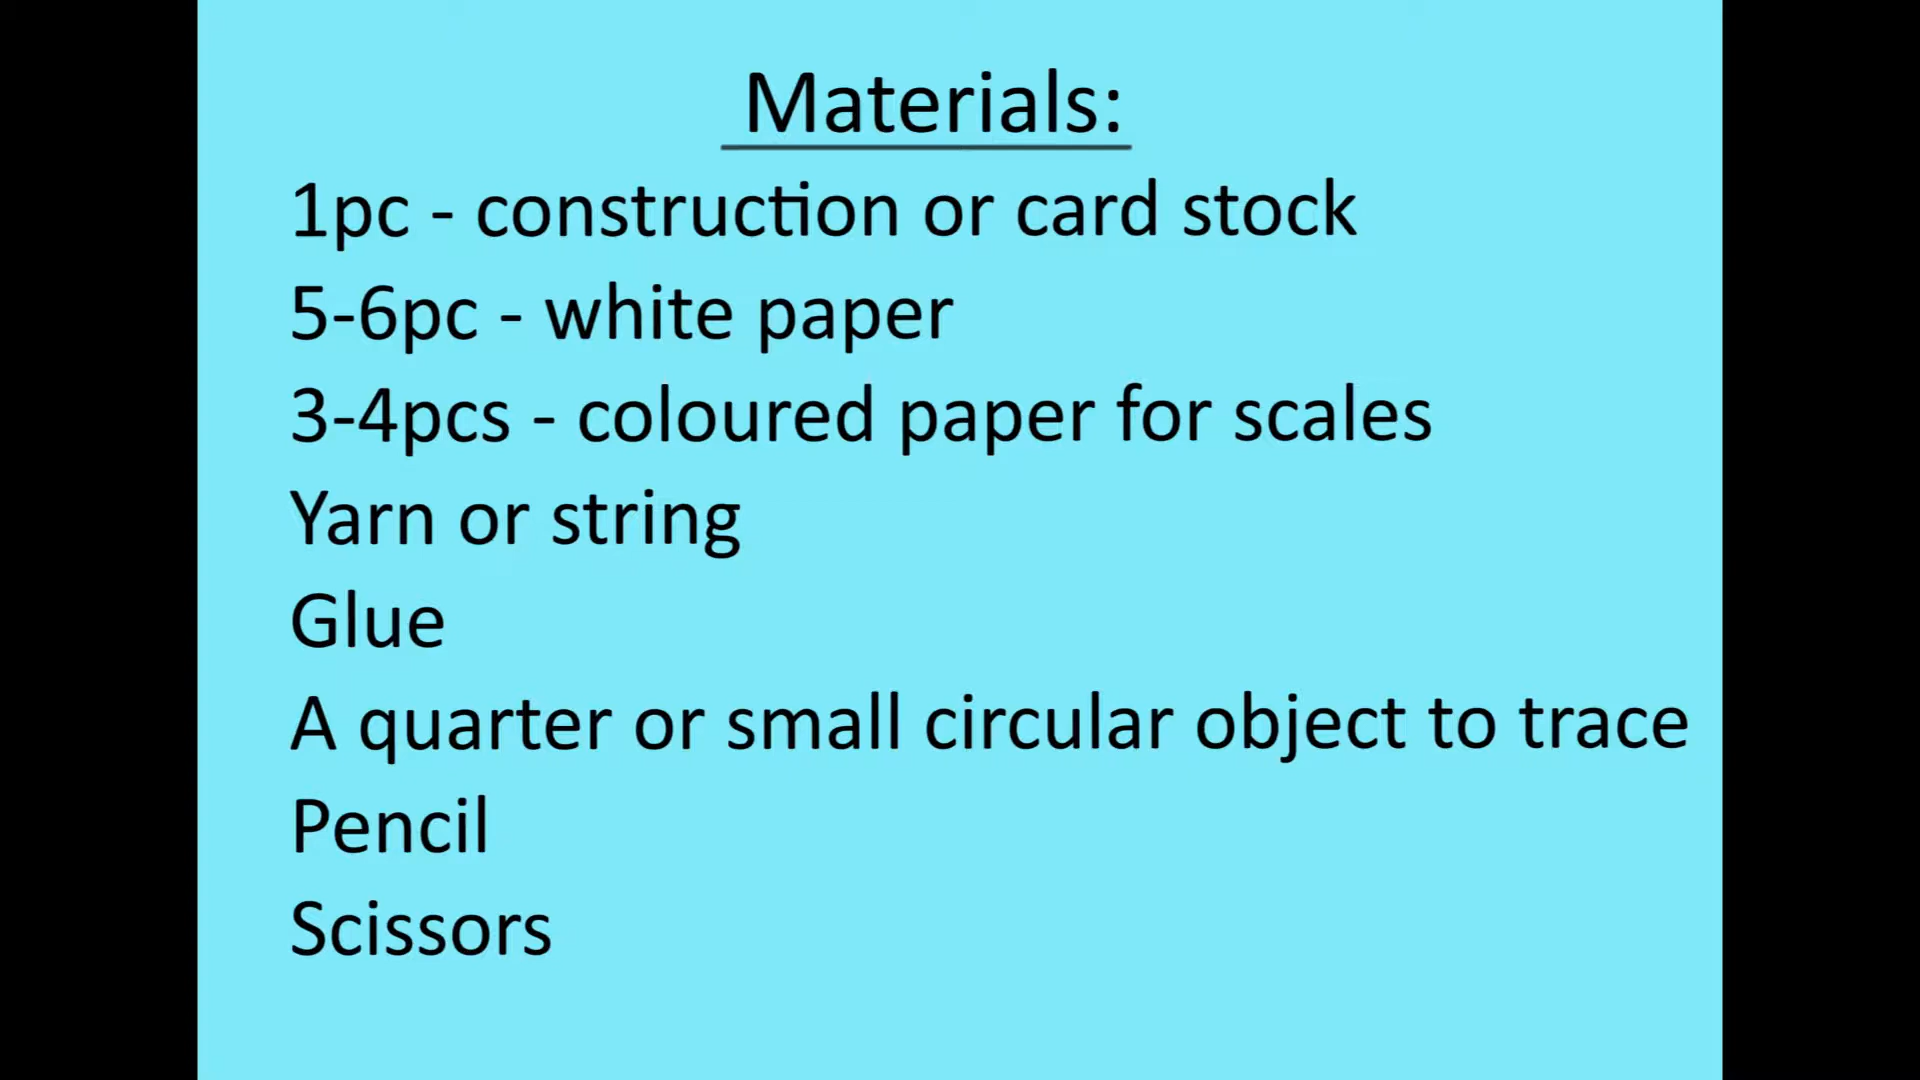 Materials:
1pc - construction or card stock
5-6pc - white paper
3-4pcs - coloured paper for scales
Yarn or string
Glue
A quarter or small circular object to trace
Pencil
Scissors